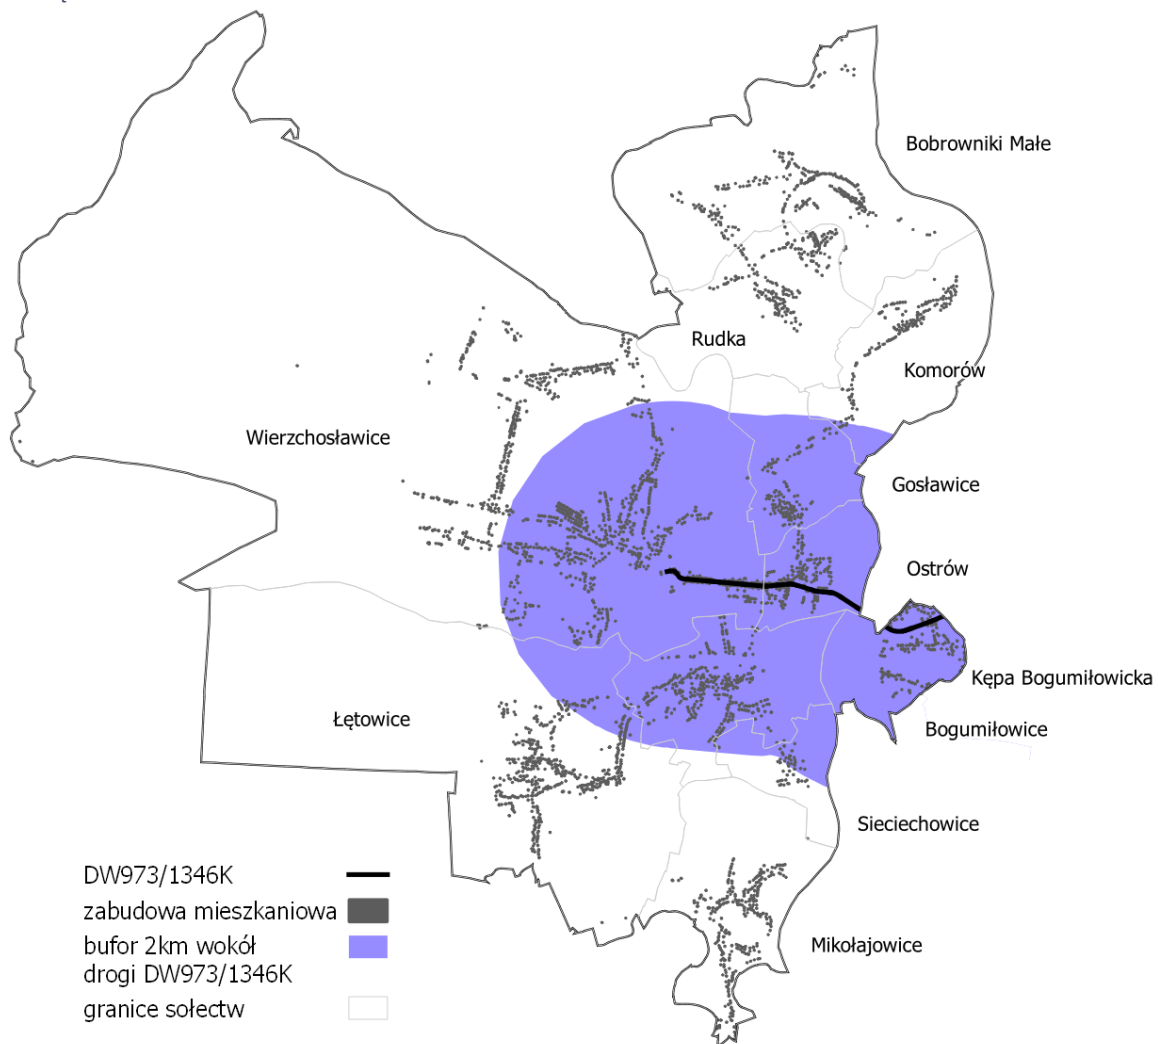 Bobrowniki Małe
Rudka
Komorów
Wierzchosławice
Gosławice
Ostrów
Kępa Bogumiłowicka
Łętowice
Bogumiłowice
Sieciechowice
Mikołajowice
DW973/1346K
zabudowa mieszkaniowa
bufor 2km wokół
drogi DW973/1346K
granice sołectw